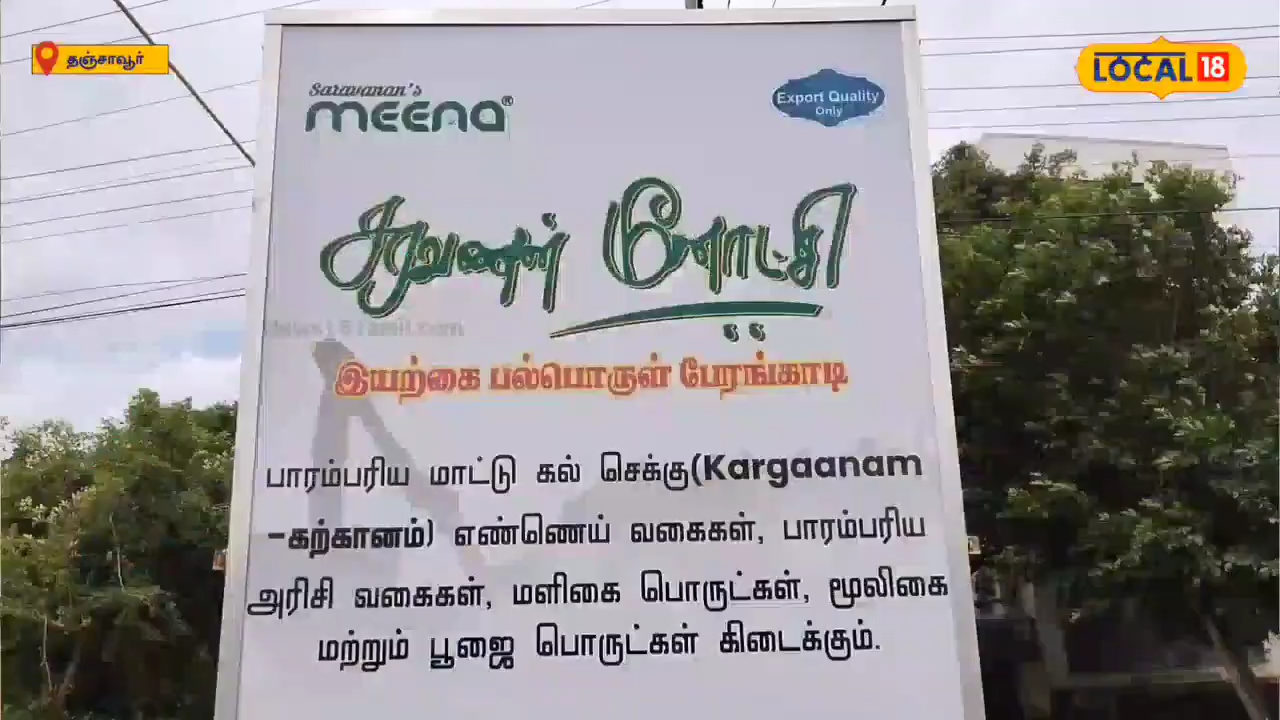 தஞ்சாவூர்
LOCAL 18
Saravanan's
meena®
Export Quality
Only
சரவணன் மீனாட்சி
இயற்கை பல்பொருள் பேரங்காடி
பாரம்பரிய மாட்டு கல் செக்கு(Kargaanam
-கற்கானம்) எண்ணெய் வகைகள், பாரம்பரிய
அரிசி வகைகள், மளிகை பொருட்கள், மூலிகை
மற்றும் பூஜை பொருட்கள் கிடைக்கும்.